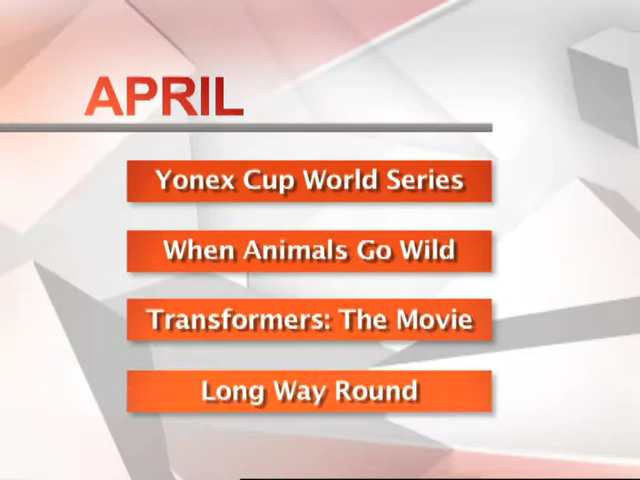 APRIL
Yonex Cup World Series
When Animals Go Wild
Transformers: The Movie
Long Way Round